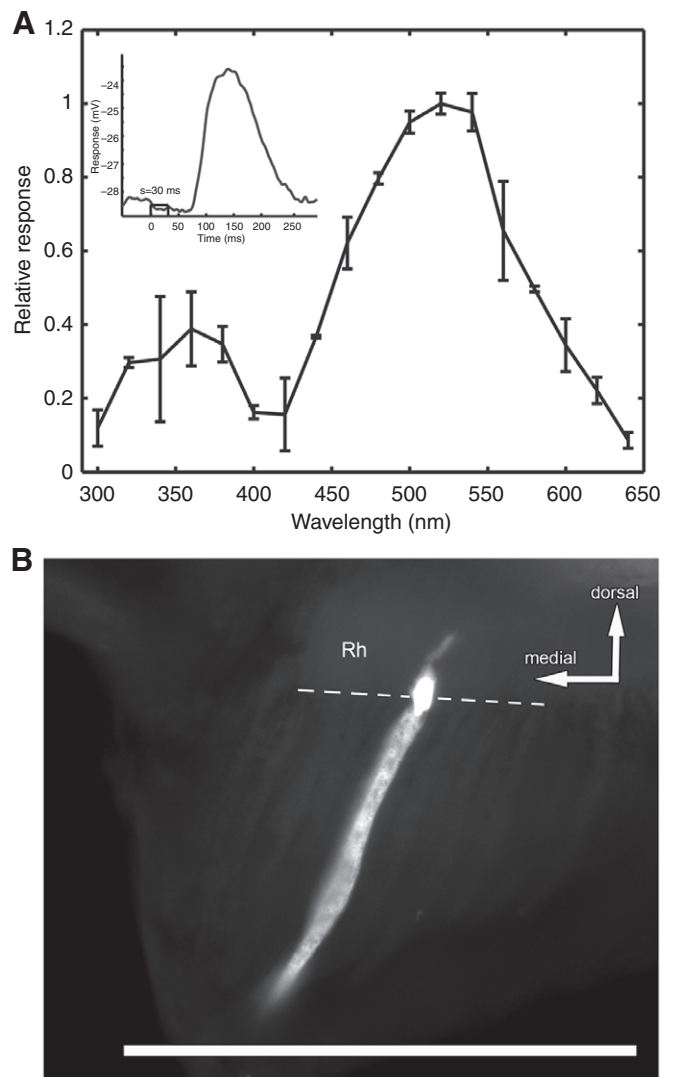 A
1.2
1
0.8
0.6
0.4
0.2
0
Relative response
300 350 400 450 500 550 600 650
Wavelength (nm)
–24
–25
–26
–27
–28
Response (mV)
s=30 ms
0 50 100 150 200 250
Time (ms)
B
dorsal
Rh
medial